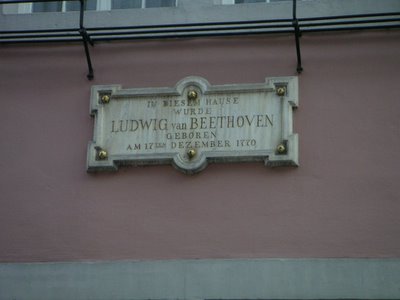 IN DIESEM HAUSE
WURDE
LUDWIG van BEETHOVEN
GEBOREN
AM 17TEN DEZEMBER 1770